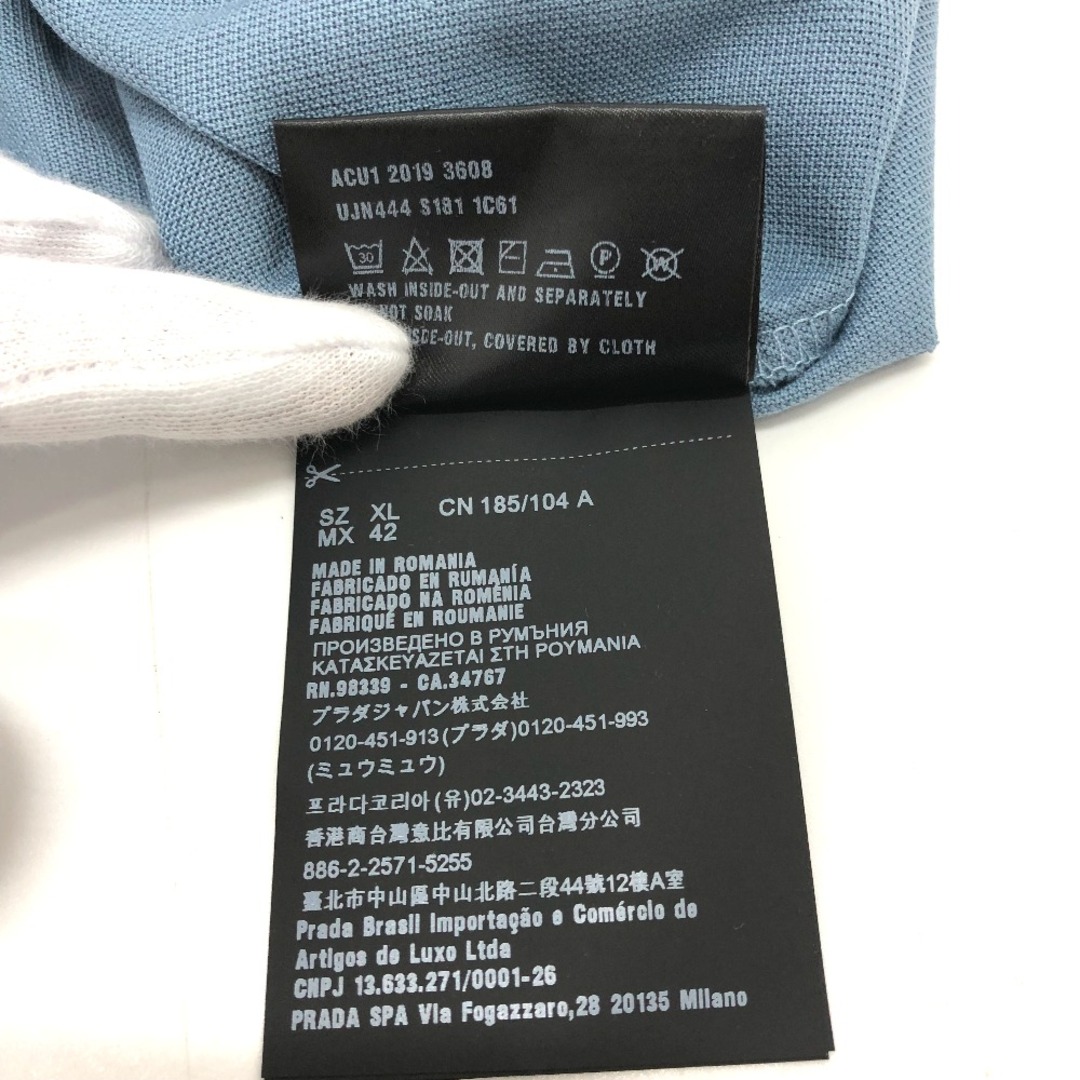 ACU1 2019 3608
UJN444 S181 1C61
30 P
WASH INSIDE-OUT AND SEPARATELY
NOT SOAK
COVERED BY CLOTH
SZ XL CN 185/104 A
MX 42
MADE IN ROMANIA
FABRICADO EN RUMANÍA
FABRICADO NA ROMÉNIA
FABRIQUÉ EN ROUMANIE
ПРОИЗВЕДЕНО В РУМЪНИЯ
ΚΑΤΑΣΚΕΥΑΖΕΤΑΙ ΣΤΗ ΡΟΥΜΑΝΙΑ
RN.98339 - CA.34767
プラダジャパン株式会社
0120-451-913(プラダ)0120-451-993
(ミュウミュウ)
프라다코리아(유)02-3443-2323
香港商台灣意比有限公司台灣分公司
886-2-2571-5255
臺北市中山區中山北路二段44號12樓A室
Prada Brasil Importação e Comércio de
Artigos de Luxo Ltda
CNPJ 13.633.271/0001-26
PRADA SPA Via Fogazzaro,28 20135 Milano